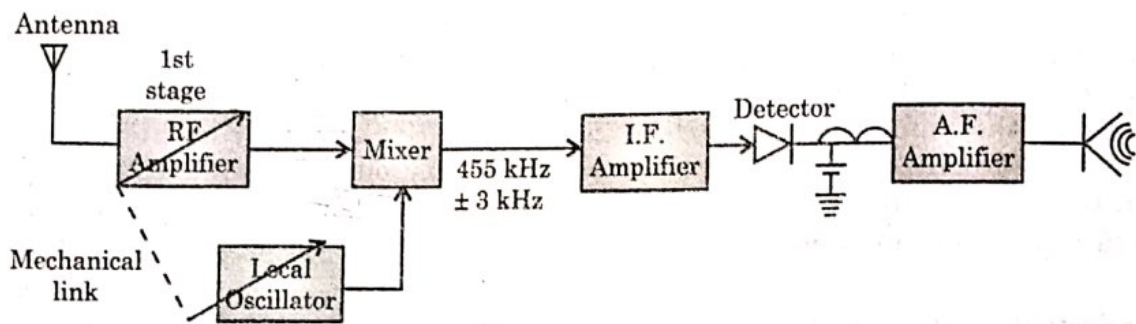 Antenna
1st
stage
RF
Amplifier
Mixer
455 kHz
± 3 kHz
I.F.
Amplifier
Detector
A.F.
Amplifier
Mechanical
link
Local
Oscillator